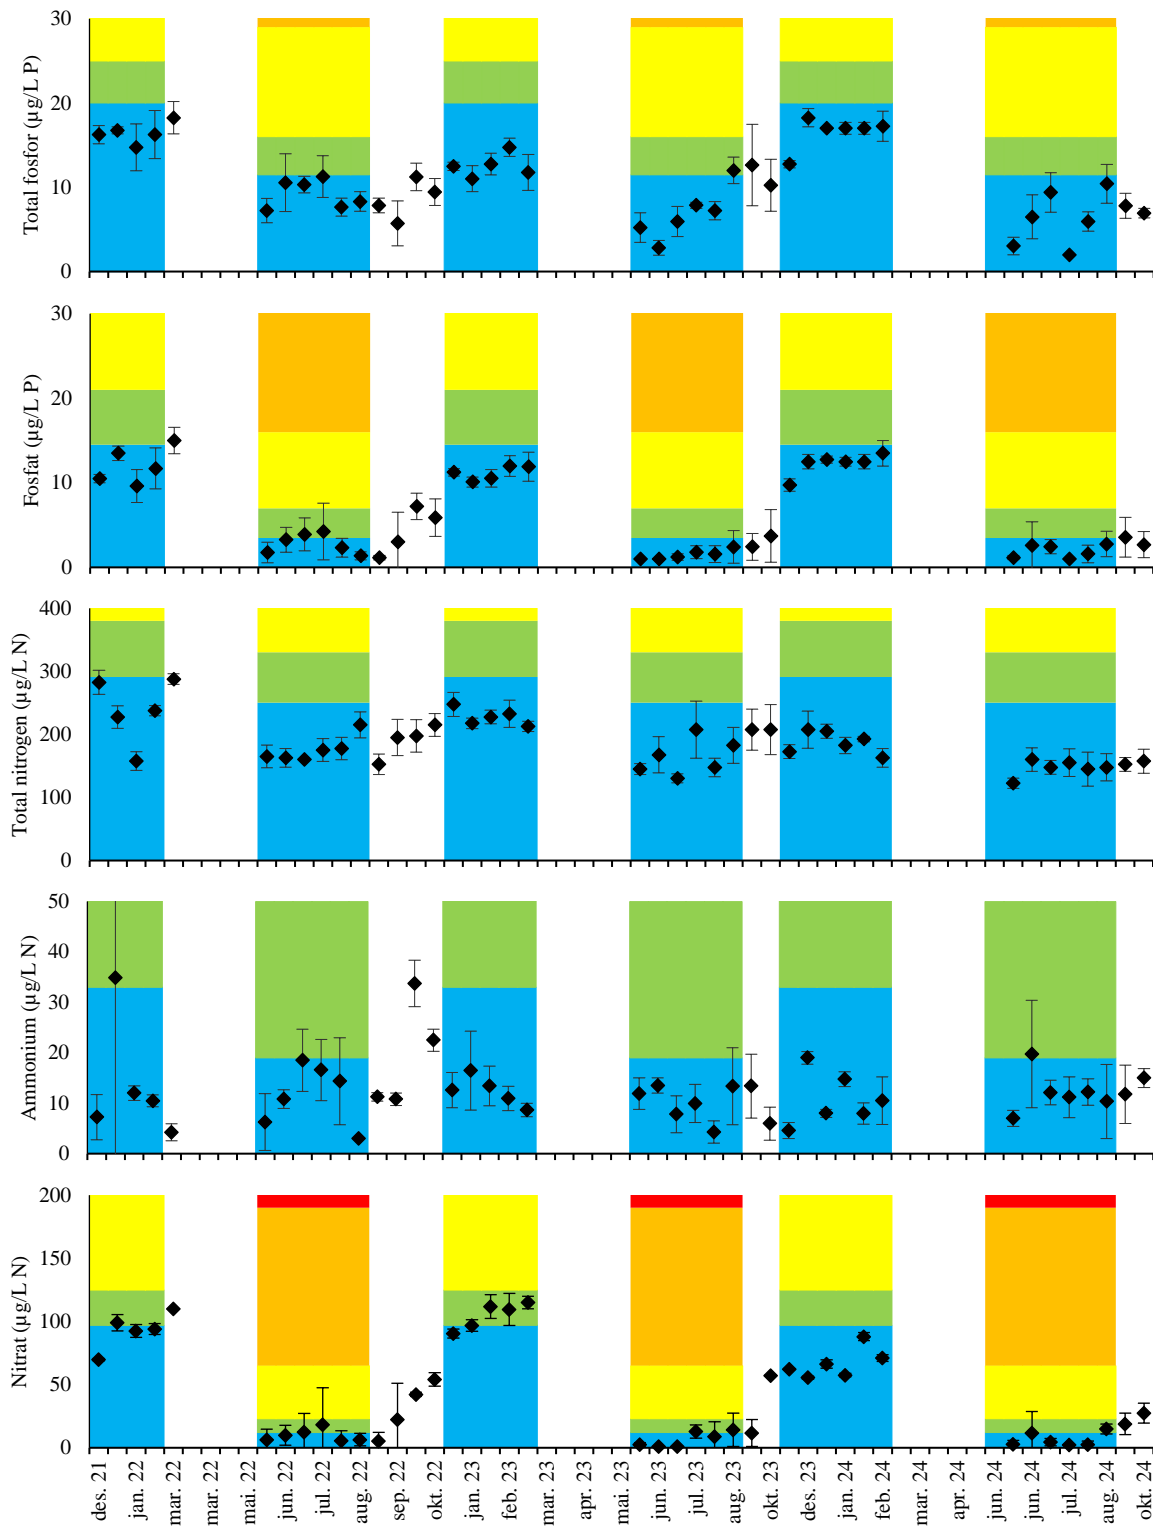 Total fosfor (µg/L P)
30
20
10
0
Fosfat (µg/L P)
30
20
10
0
Total nitrogen (µg/L N)
400
300
200
100
0
Ammonium (µg/L N)
50
40
30
20
10
0
Nitrat (µg/L N)
200
150
100
50
0
des. 21
jan. 22
mar. 22
mar. 22
mai. 22
jun. 22
jul. 22
aug. 22
sep. 22
okt. 22
jan. 23
feb. 23
mar. 23
apr. 23
mai. 23
jun. 23
jul. 23
aug. 23
okt. 23
des. 23
jan. 24
feb. 24
mar. 24
apr. 24
jun. 24
jun. 24
jul. 24
aug. 24
okt. 24